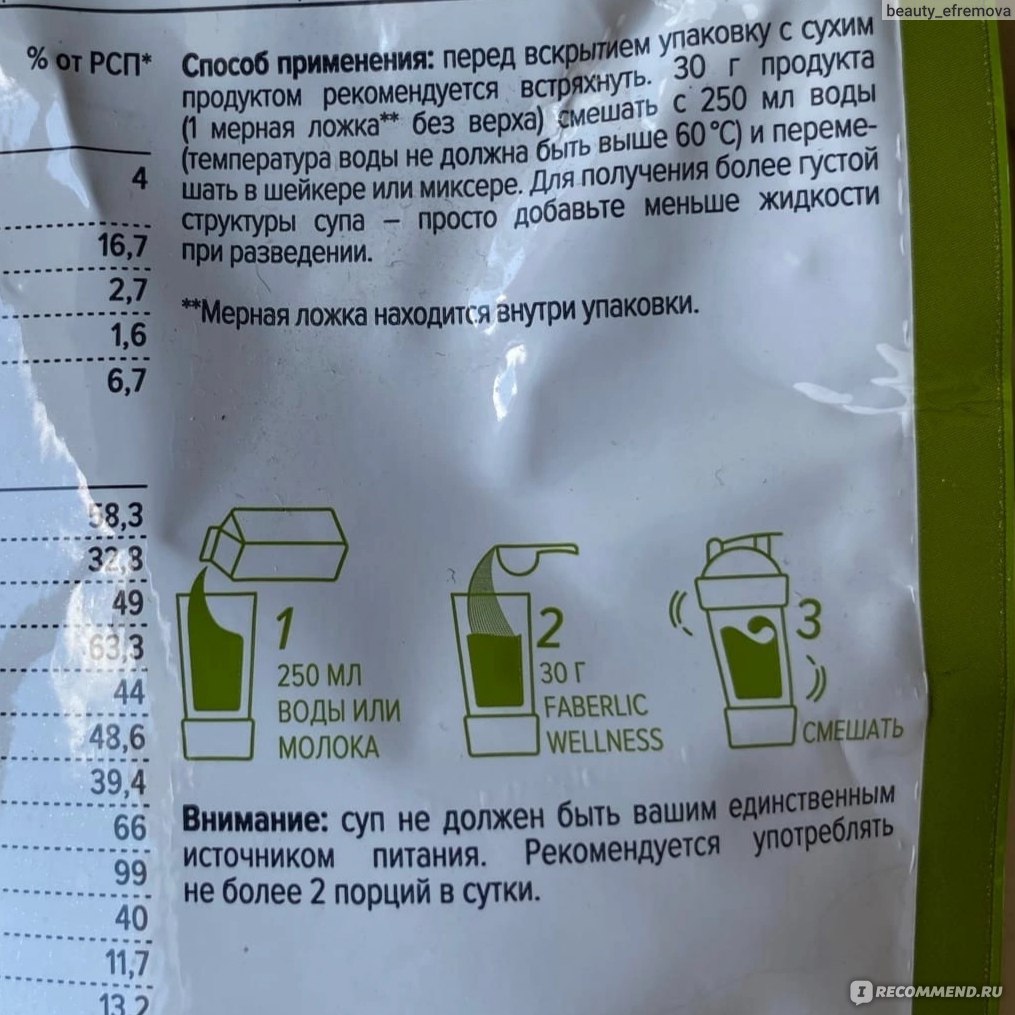 beauty_efremova
% от РСП*
4
16,7
2,7
1,6
6,7
58,3
32,8
49
63,3
44
48,6
39,4
66
99
40
11,7
13,2
Способ применения: перед вскрытием упаковку с сухим
продуктом рекомендуется встряхнуть. 30 г продукта
(1 мерная ложка** без верха) смешать с 250 мл воды
(температура воды не должна быть выше 60 °C) и переме-
шать в шейкере или миксере. Для получения более густой
структуры супа – просто добавьте меньше жидкости
при разведении.
**Мерная ложка находится внутри упаковки.
1
250 МЛ
ВОДЫ ИЛИ
МОЛОКА
2
30 Г
FABERLIC
WELLNESS
3
СМЕШАТЬ
Внимание: суп не должен быть вашим единственным
источником питания. Рекомендуется употреблять
не более 2 порций в сутки.
IRECOMMEND.RU